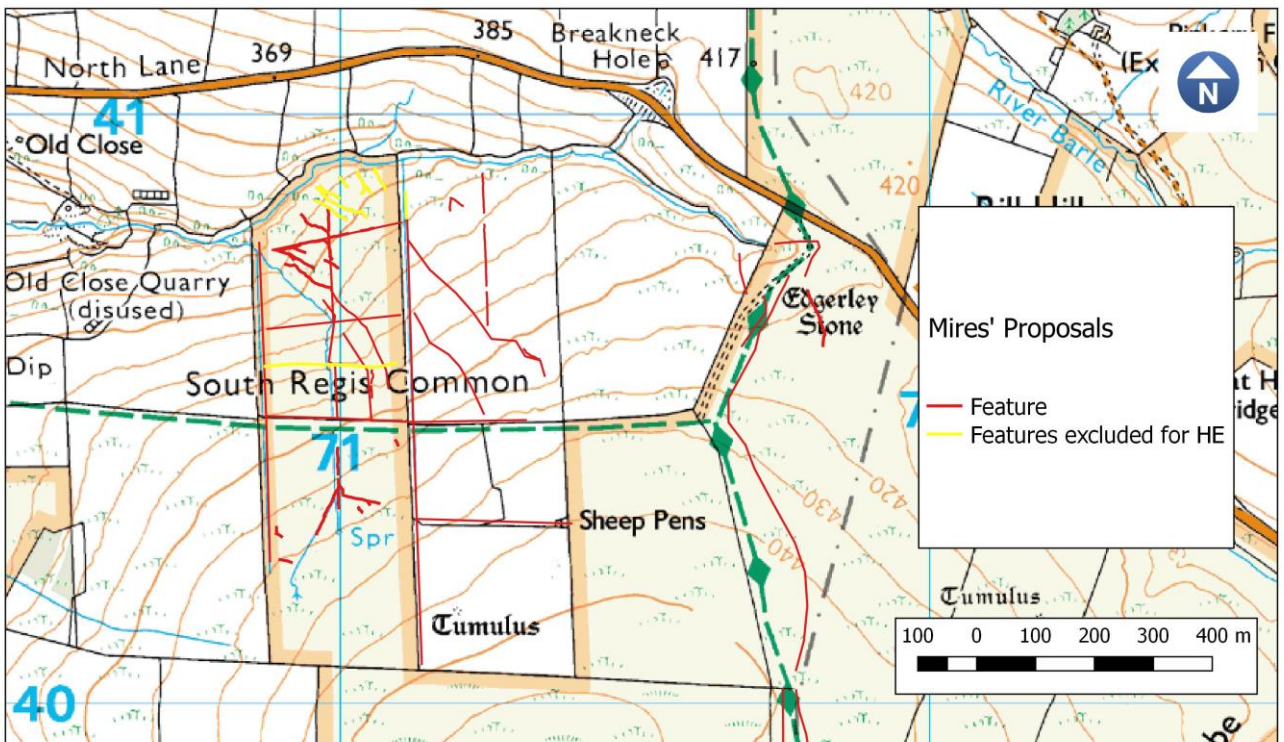 385
Breakneck
Hole
417
North Lane
369
(Ex
N
41
420
River Barle
Old Close
420
Old Close Quarry
(disused)
Edgerley
Stone
Mires' Proposals
Dip
South Regis Common
Feature
Features excluded for HE
71
430
420
Sheep Pens
Spr
440
Tumulus
Tumulus
100 0 100 200 300 400 m
40